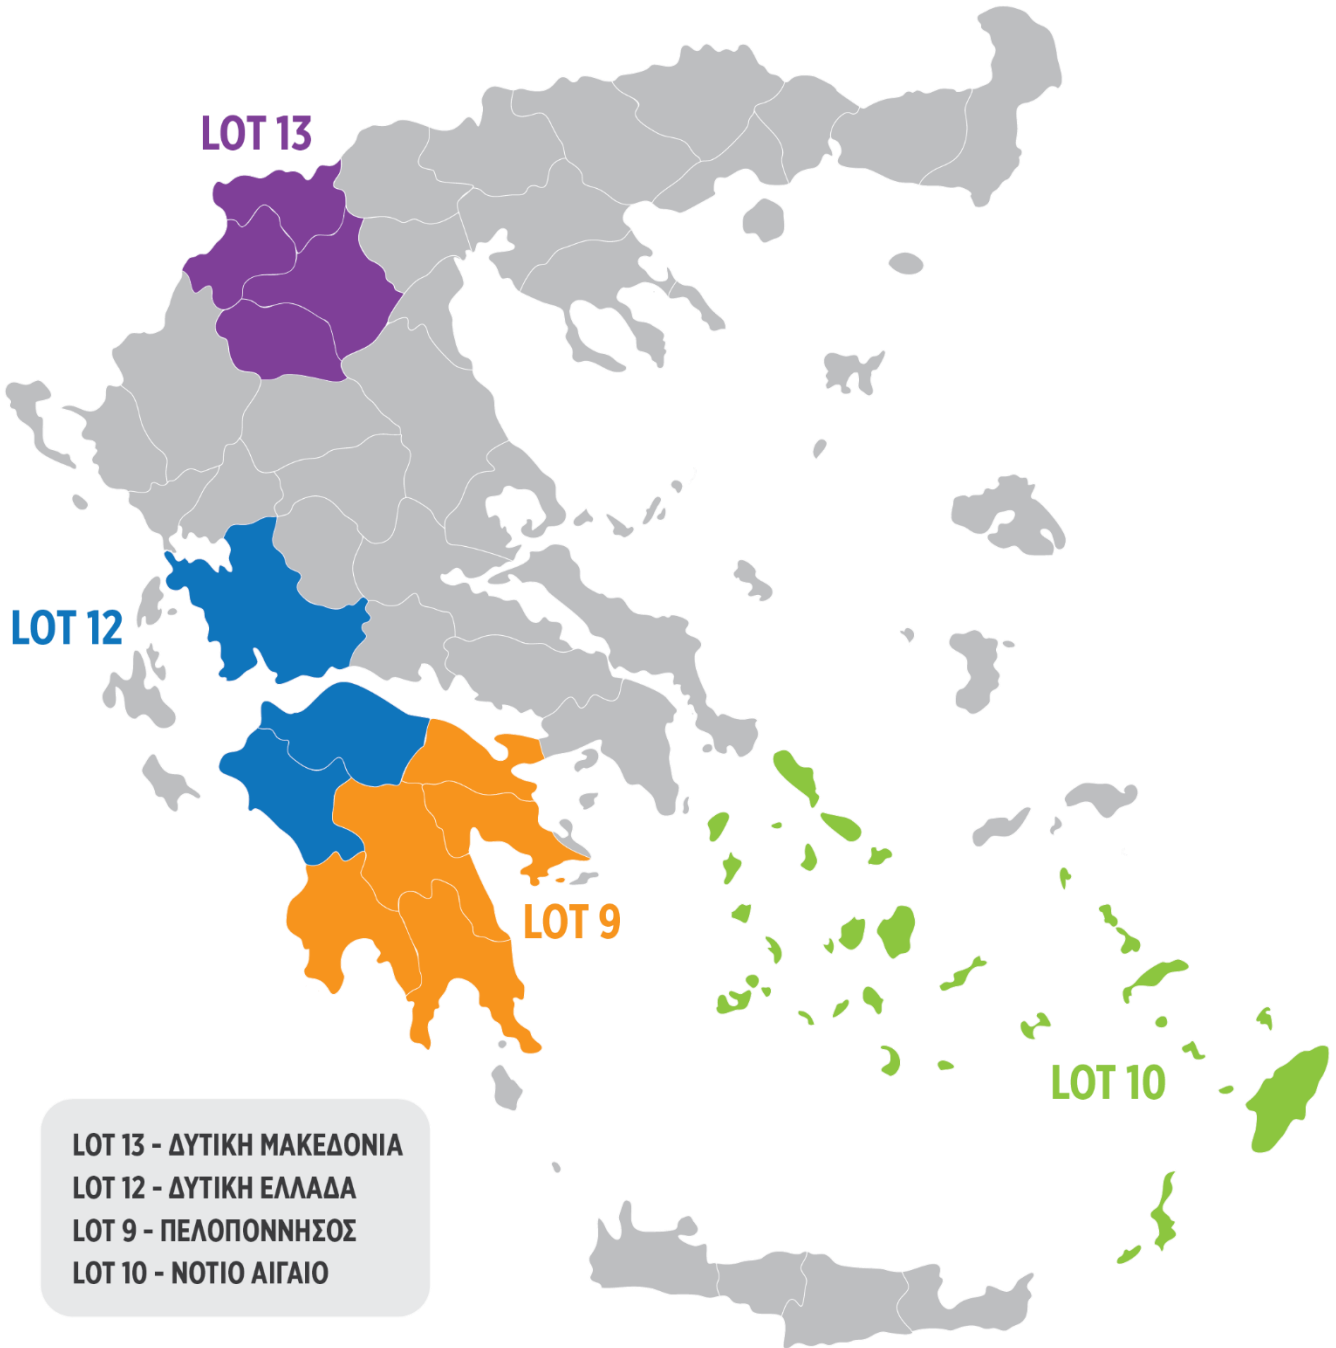 LOT 13
LOT 12
LOT 9
LOT 10
LOT 13 - ΔΥΤΙΚΗ ΜΑΚΕΔΟΝΙΑ
LOT 12 - ΔΥΤΙΚΗ ΕΛΛΑΔΑ
LOT 9 - ΠΕΛΟΠΟΝΝΗΣΟΣ
LOT 10 - ΝΟΤΙΟ ΑΙΓΑΙΟ